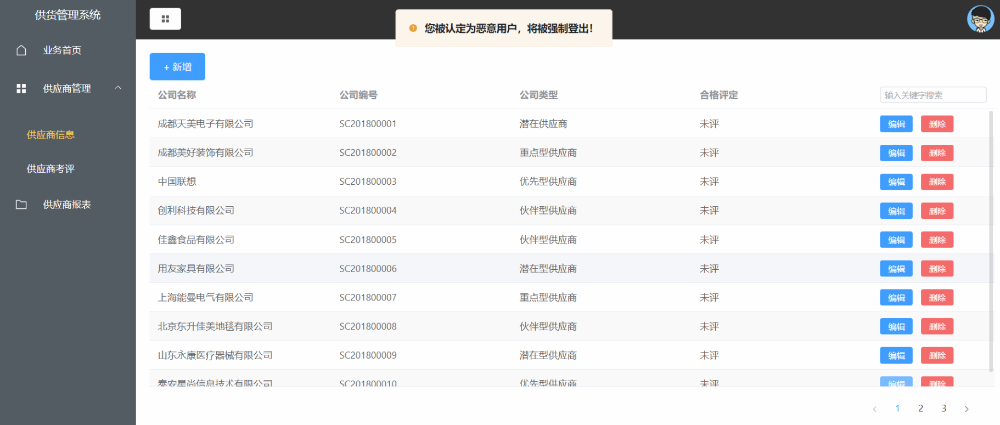 供货管理系统
业务首页
供应商管理
供应商信息
供应商考评
供应商报表
您被认定为恶意用户，将被强制登出！
+ 新增
公司名称 公司编号 公司类型 合格评定 输入关键字搜索
成都天美电子有限公司 SC201800001 潜在供应商 未评 编辑 删除
成都美好装饰有限公司 SC201800002 重点型供应商 未评 编辑 删除
中国联想 SC201800003 优先型供应商 未评 编辑 删除
创利科技有限公司 SC201800004 伙伴型供应商 未评 编辑 删除
佳鑫食品有限公司 SC201800005 伙伴型供应商 未评 编辑 删除
用友家具有限公司 SC201800006 潜在型供应商 未评 编辑 删除
上海能曼电气有限公司 SC201800007 重点型供应商 未评 编辑 删除
北京东升佳美地毯有限公司 SC201800008 伙伴型供应商 未评 编辑 删除
山东永康医疗器械有限公司 SC201800009 潜在型供应商 未评 编辑 删除
泰安星尚信息技术有限公司 SC201800010 优先型供应商 未评 编辑 删除
1 2 3